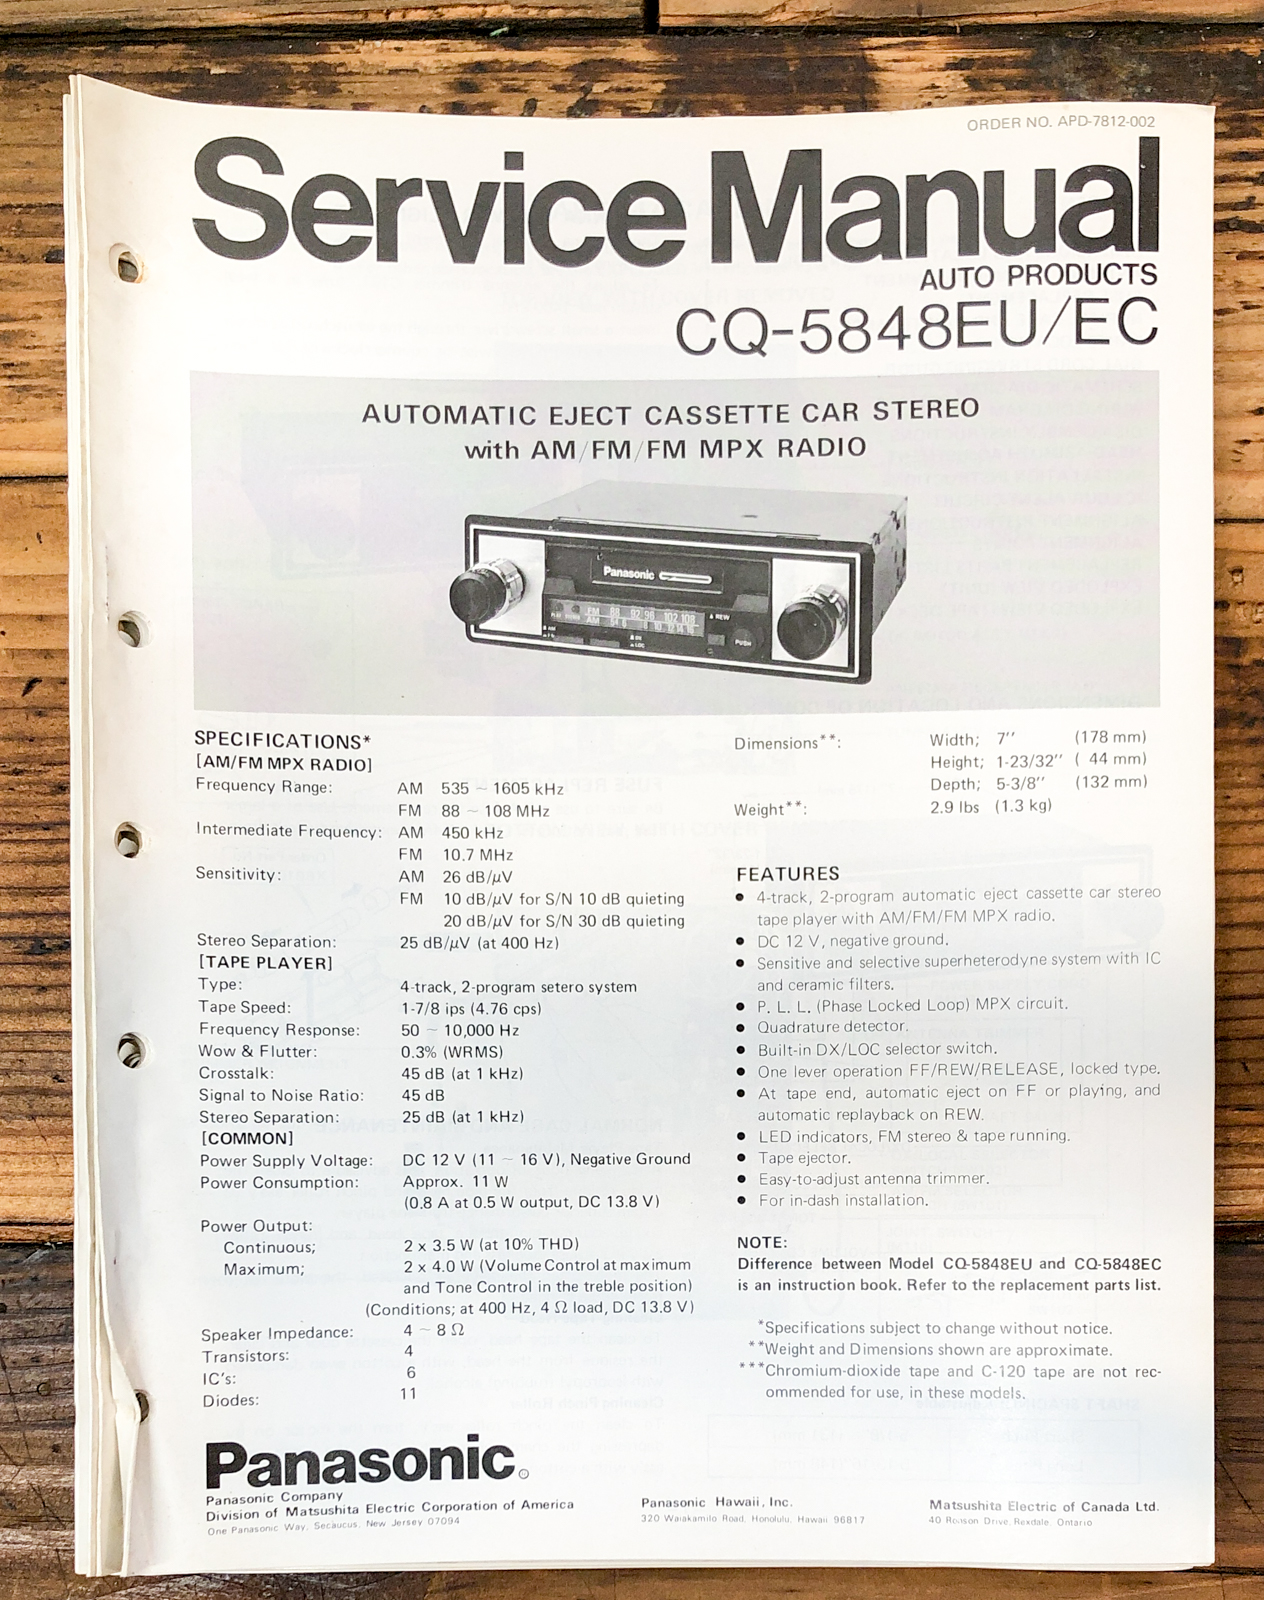 ORDER NO. APD-7812-002
Service Manual
AUTO PRODUCTS
CQ-5848EU/EC
AUTOMATIC EJECT CASSETTE CAR STEREO
with AM/FM/FM MPX RADIO
Panasonic
FM 88 92 96 102 108
AM
REW
PUSH
LOC
SPECIFICATIONS*
[AM/FM MPX RADIO]
Frequency Range: AM 535 ~ 1605 kHz
FM 88 ~ 108 MHz
Intermediate Frequency: AM 450 kHz
FM 10.7 MHz
Sensitivity: AM 26 dB/μV
FM 10 dB/μV for S/N 10 dB quieting
20 dB/μV for S/N 30 dB quieting
Stereo Separation: 25 dB/μV (at 400 Hz)
[TAPE PLAYER]
Type: 4-track, 2-program setero system
Tape Speed: 1-7/8 ips (4.76 cps)
Frequency Response: 50 ~ 10,000 Hz
Wow & Flutter: 0.3% (WRMS)
Crosstalk: 45 dB (at 1 kHz)
Signal to Noise Ratio: 45 dB
Stereo Separation: 25 dB (at 1 kHz)
[COMMON]
Power Supply Voltage: DC 12 V (11 ~ 16 V), Negative Ground
Power Consumption: Approx. 11 W
(0.8 A at 0.5 W output, DC 13.8 V)
Power Output:
Continuous; 2 x 3.5 W (at 10% THD)
Maximum; 2 x 4.0 W (Volume Control at maximum
and Tone Control in the treble position)
(Conditions; at 400 Hz, 4 Ω load, DC 13.8 V)
Speaker Impedance: 4 ~ 8 Ω
Transistors: 4
IC's: 6
Diodes: 11
Dimensions**: Width; 7'' (178 mm)
Height; 1-23/32'' ( 44 mm)
Depth; 5-3/8'' (132 mm)
Weight**: 2.9 lbs (1.3 kg)
FEATURES
● 4-track, 2-program automatic eject cassette car stereo
tape player with AM/FM/FM MPX radio.
● DC 12 V, negative ground.
● Sensitive and selective superheterodyne system with IC
and ceramic filters.
● P. L. L. (Phase Locked Loop) MPX circuit.
● Quadrature detector.
● Built-in DX/LOC selector switch.
● One lever operation FF/REW/RELEASE, locked type.
● At tape end, automatic eject on FF or playing, and
automatic replayback on REW.
● LED indicators, FM stereo & tape running.
● Tape ejector.
● Easy-to-adjust antenna trimmer.
● For in-dash installation.
NOTE:
Difference between Model CQ-5848EU and CQ-5848EC
is an instruction book. Refer to the replacement parts list.
*Specifications subject to change without notice.
**Weight and Dimensions shown are approximate.
***Chromium-dioxide tape and C-120 tape are not rec-
ommended for use, in these models.
Panasonic®
Panasonic Company
Division of Matsushita Electric Corporation of America
One Panasonic Way, Secaucus, New Jersey 07094
Panasonic Hawaii, Inc.
320 Waiakamilo Road, Honolulu, Hawaii 96817
Matsushita Electric of Canada Ltd.
40 Ronson Drive, Rexdale, Ontario